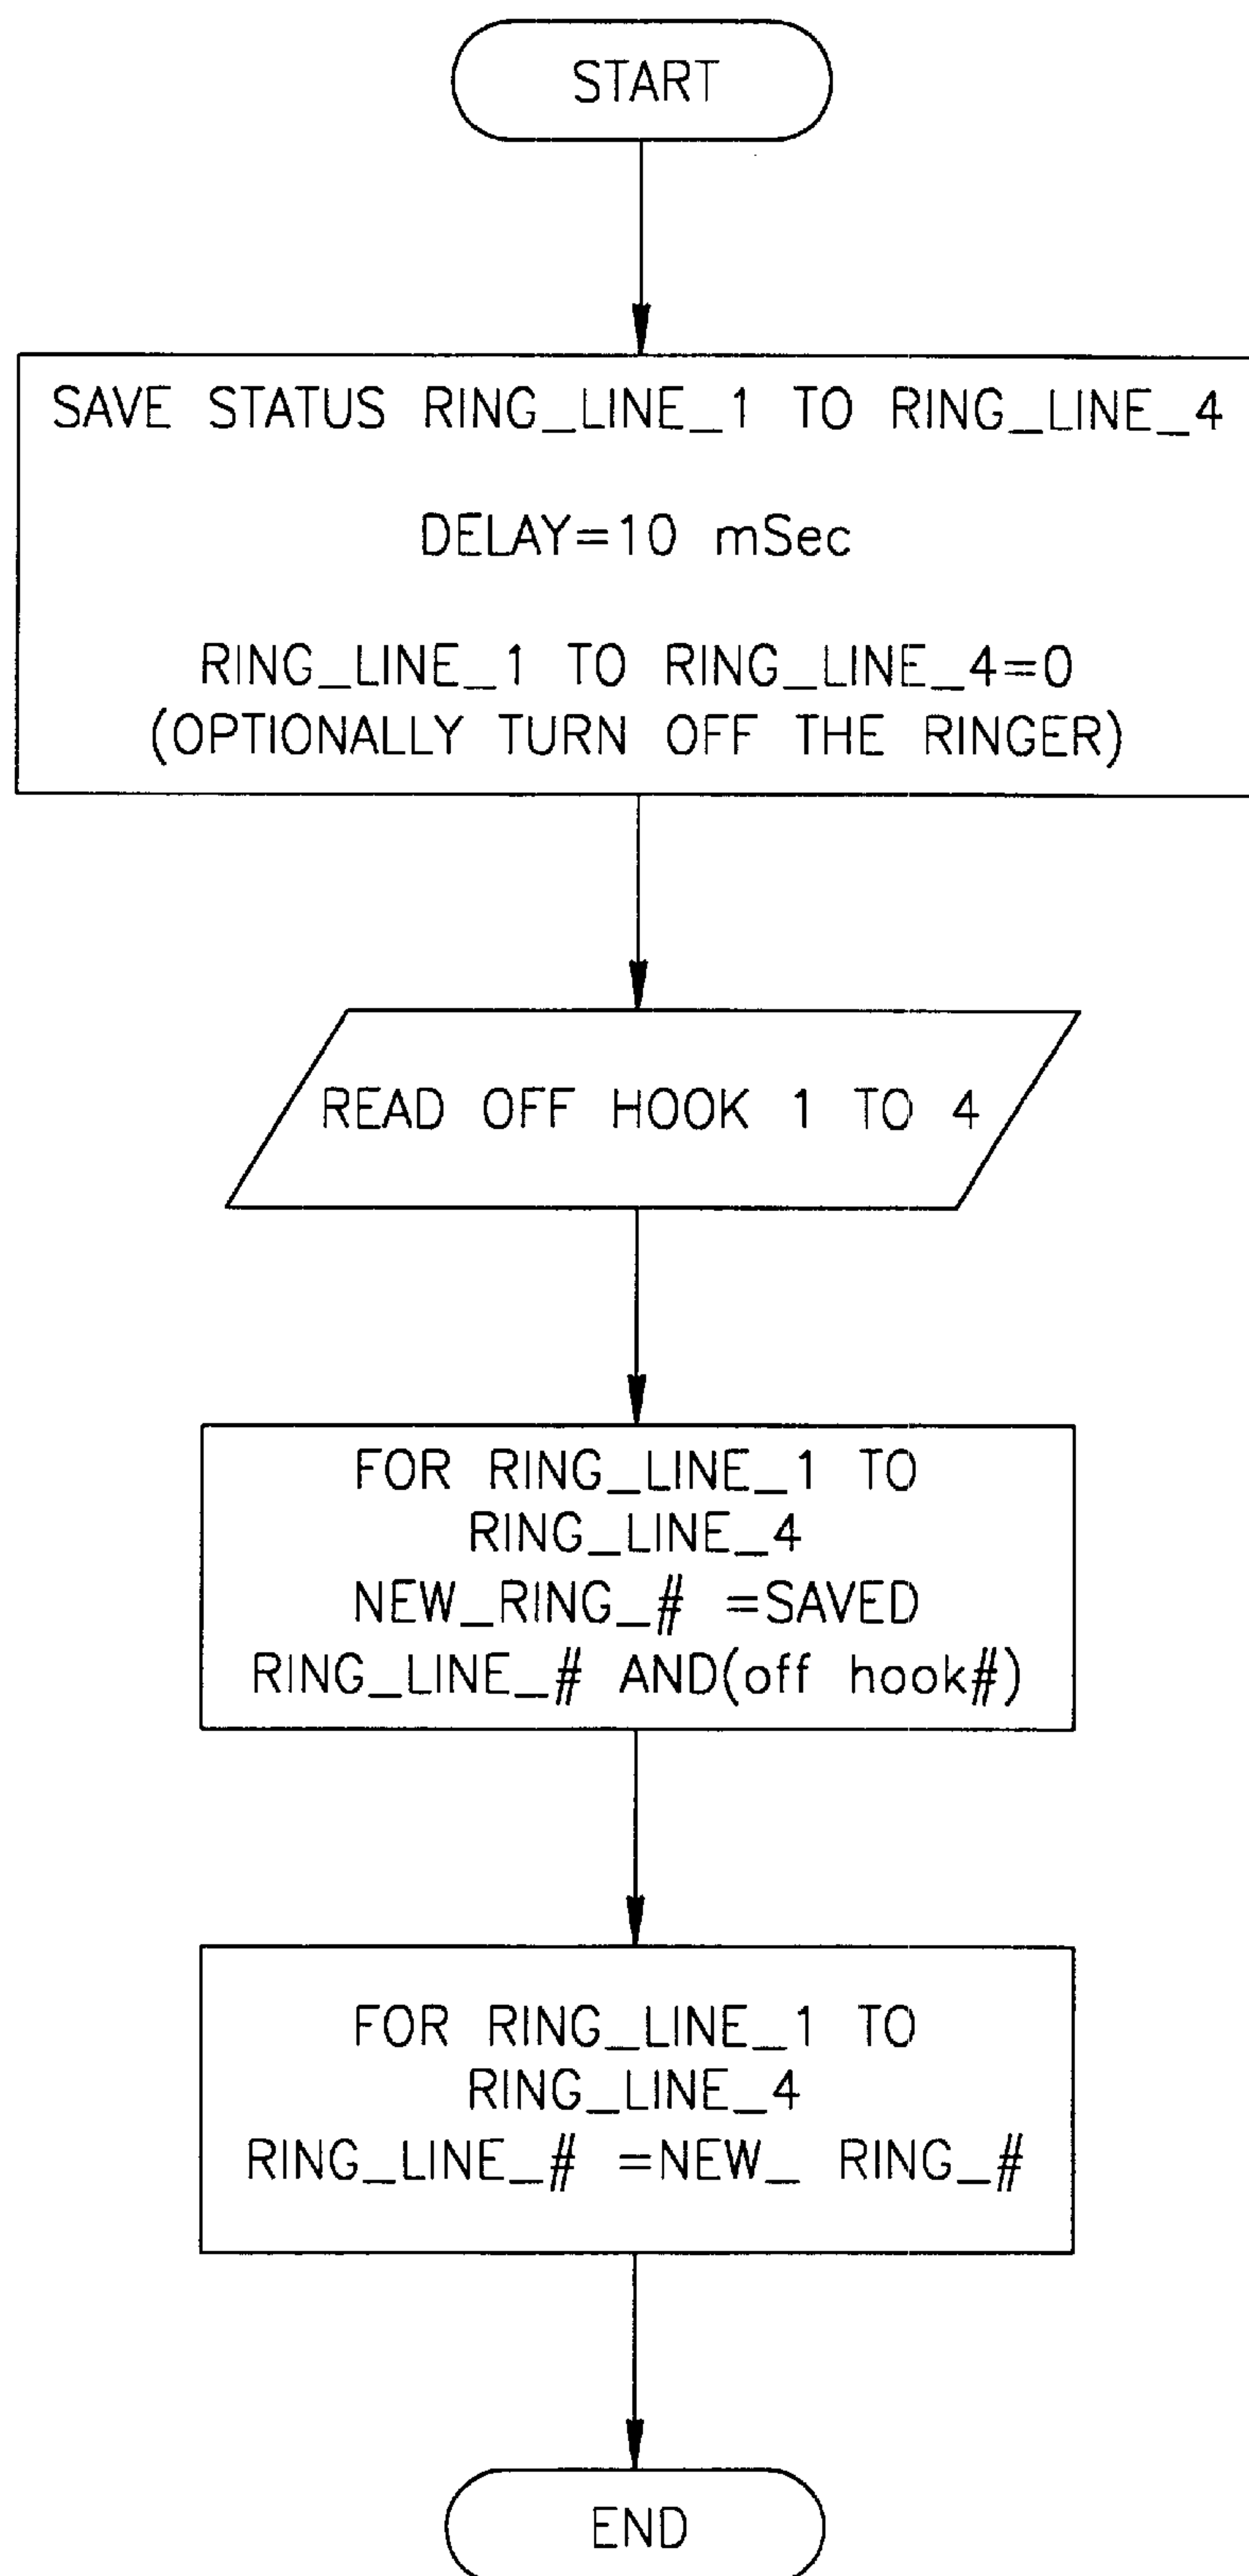 START
SAVE STATUS RING_LINE_1 TO RING_LINE_4
DELAY=10 mSec
RING_LINE_1 TO RING_LINE_4=0
(OPTIONALLY TURN OFF THE RINGER)
READ OFF HOOK 1 TO 4
FOR RING_LINE_1 TO
RING_LINE_4
NEW_RING_# =SAVED
RING_LINE_# AND(off hook#)
FOR RING_LINE_1 TO
RING_LINE_4
RING_LINE_# =NEW_ RING_#
END